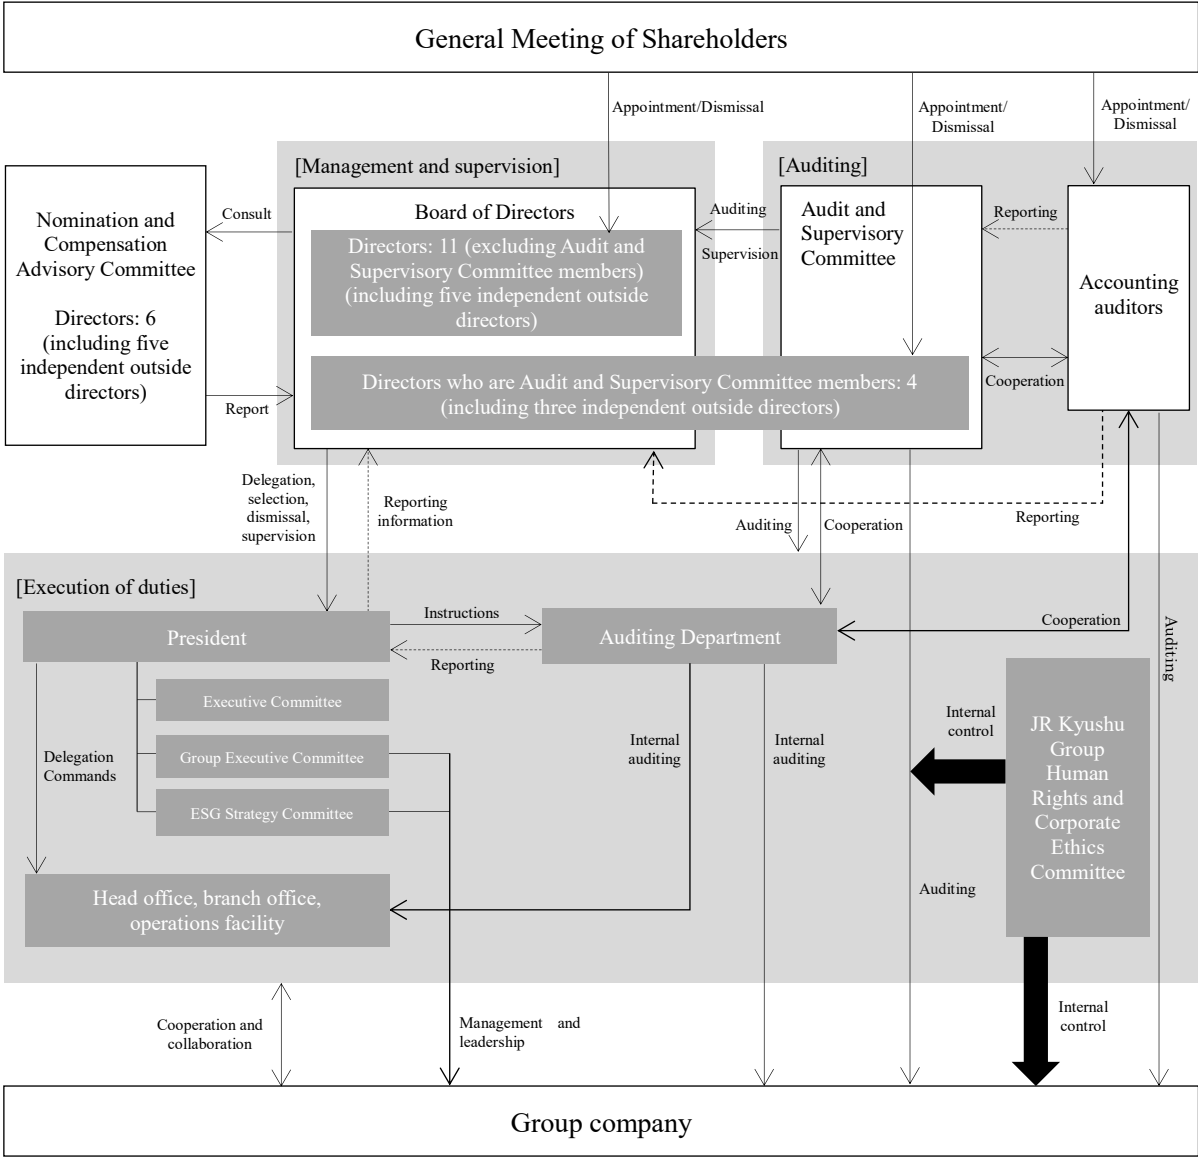 General Meeting of Shareholders
Appointment/Dismissal
Appointment/
Dismissal
Appointment/
Dismissal
[Management and supervision]
[Auditing]
Nomination and
Compensation
Advisory Committee
Directors: 6
(including five
independent outside
directors)
Consult
Report
Board of Directors
Directors: 11 (excluding Audit and
Supervisory Committee members)
(including five independent outside
directors)
Auditing
Supervision
Audit and
Supervisory
Committee
Reporting
Accounting
auditors
Cooperation
Directors who are Audit and Supervisory Committee members: 4
(including three independent outside directors)
Delegation,
selection,
dismissal,
supervision
Reporting
information
Auditing
Cooperation
Reporting
[Execution of duties]
President
Instructions
Reporting
Auditing Department
Cooperation
Auditing
Executive Committee
Group Executive Committee
ESG Strategy Committee
Delegation
Commands
Internal
auditing
Internal
auditing
Internal
control
JR Kyushu
Group
Human
Rights and
Corporate
Ethics
Committee
Head office, branch office,
operations facility
Auditing
Cooperation and
collaboration
Management and
leadership
Internal
control
Group company